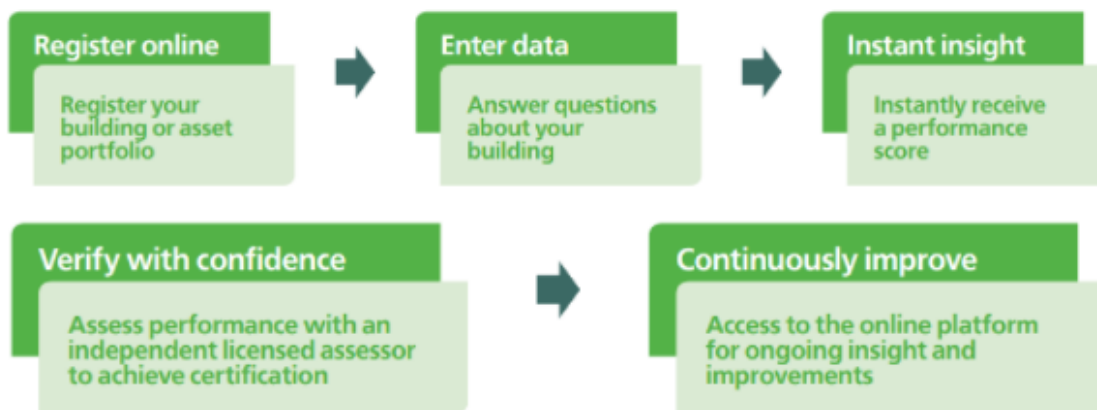 Register online
Register your
building or asset
portfolio
Enter data
Answer questions
about your
building
Instant insight
Instantly receive
a performance
score
Verify with confidence
Assess performance with an
independent licensed assessor
to achieve certification
Continuously improve
Access to the online platform
for ongoing insight and
improvements